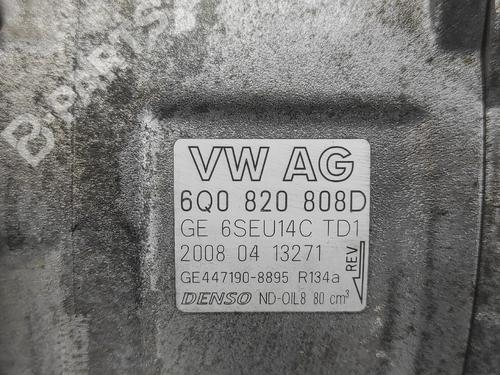 B-PARTS
VW AG
6Q0 820 808D
GE 6SEU14C TD1
2008 04 13271
GE447190-8895 R134a
REV
DENSO ND-OIL8 80 cm³